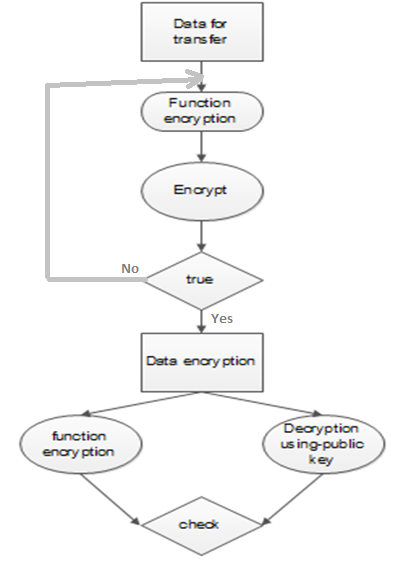 Data for
transfer
Function
encryption
Encrypt
No
true
Yes
Data encryption
function
encryption
Decryption
using-public
key
check